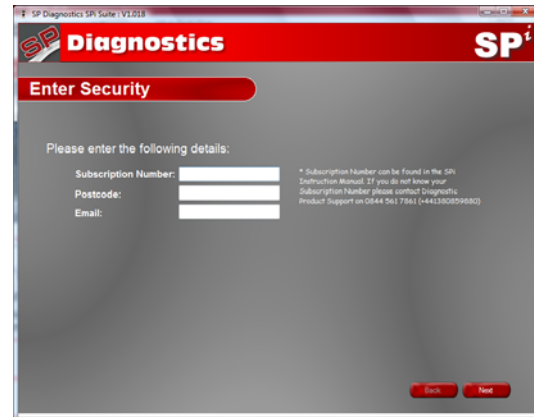 SP Diagnostics SPi Suite : V1.018
SP Diagnostics SPi
Enter Security
Please enter the following details:
Subscription Number:
* Subscription Number can be found in the SPi
Instruction Manual. If you do not know your
Subscription Number please contact Diagnostic
Product Support on 0844 561 7861 (+441380859880)
Postcode:
Email:
Back Next